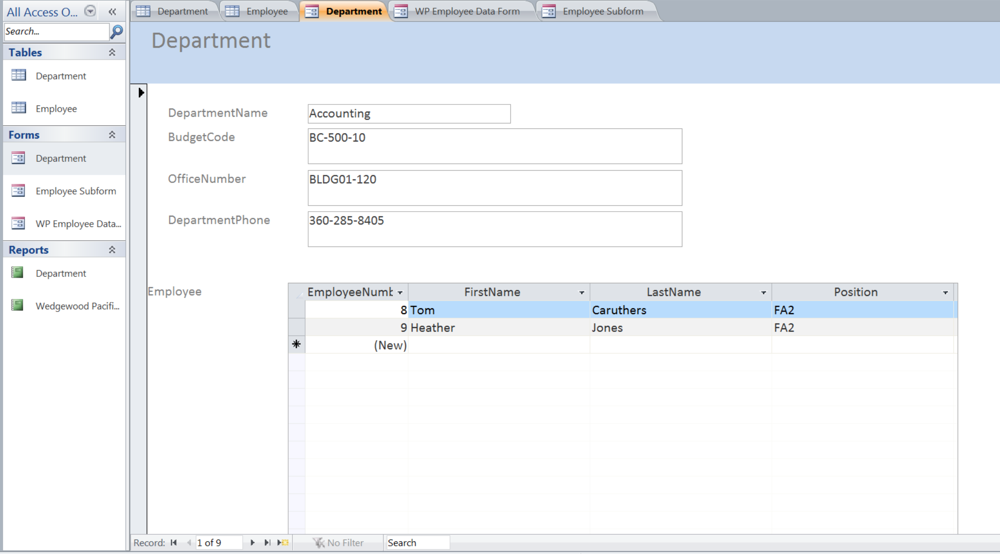 All Access O...
Search...
Tables
Department
Employee
Forms
Department
Employee Subform
WP Employee Data...
Reports
Department
Wedgewood Pacifi...
Department Employee Department WP Employee Data Form Employee Subform
Department
DepartmentName Accounting
BudgetCode BC-500-10
OfficeNumber BLDG01-120
DepartmentPhone 360-285-8405
Employee
EmployeeNumb FirstName LastName Position
8 Tom Caruthers FA2
9 Heather Jones FA2
(New)
Record: 1 of 9 No Filter Search